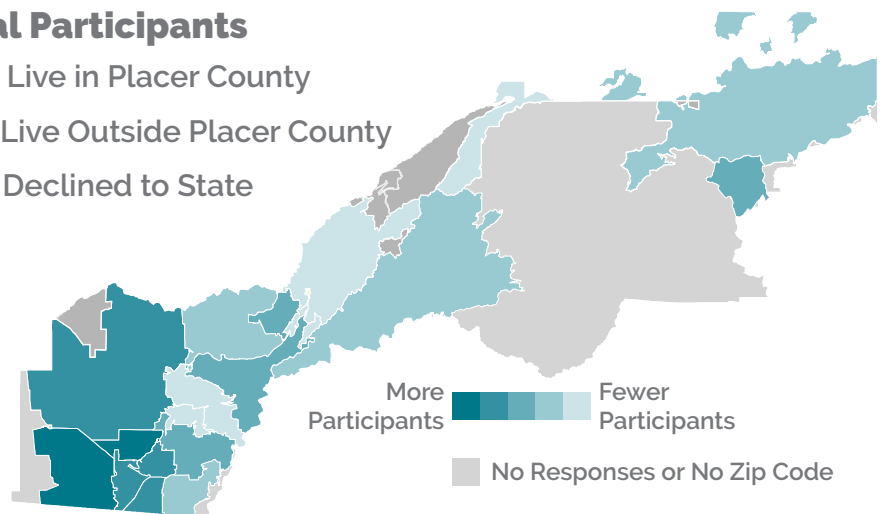 al Participants
Live in Placer County
Live Outside Placer County
Declined to State
More
Participants
Fewer
Participants
No Responses or No Zip Code